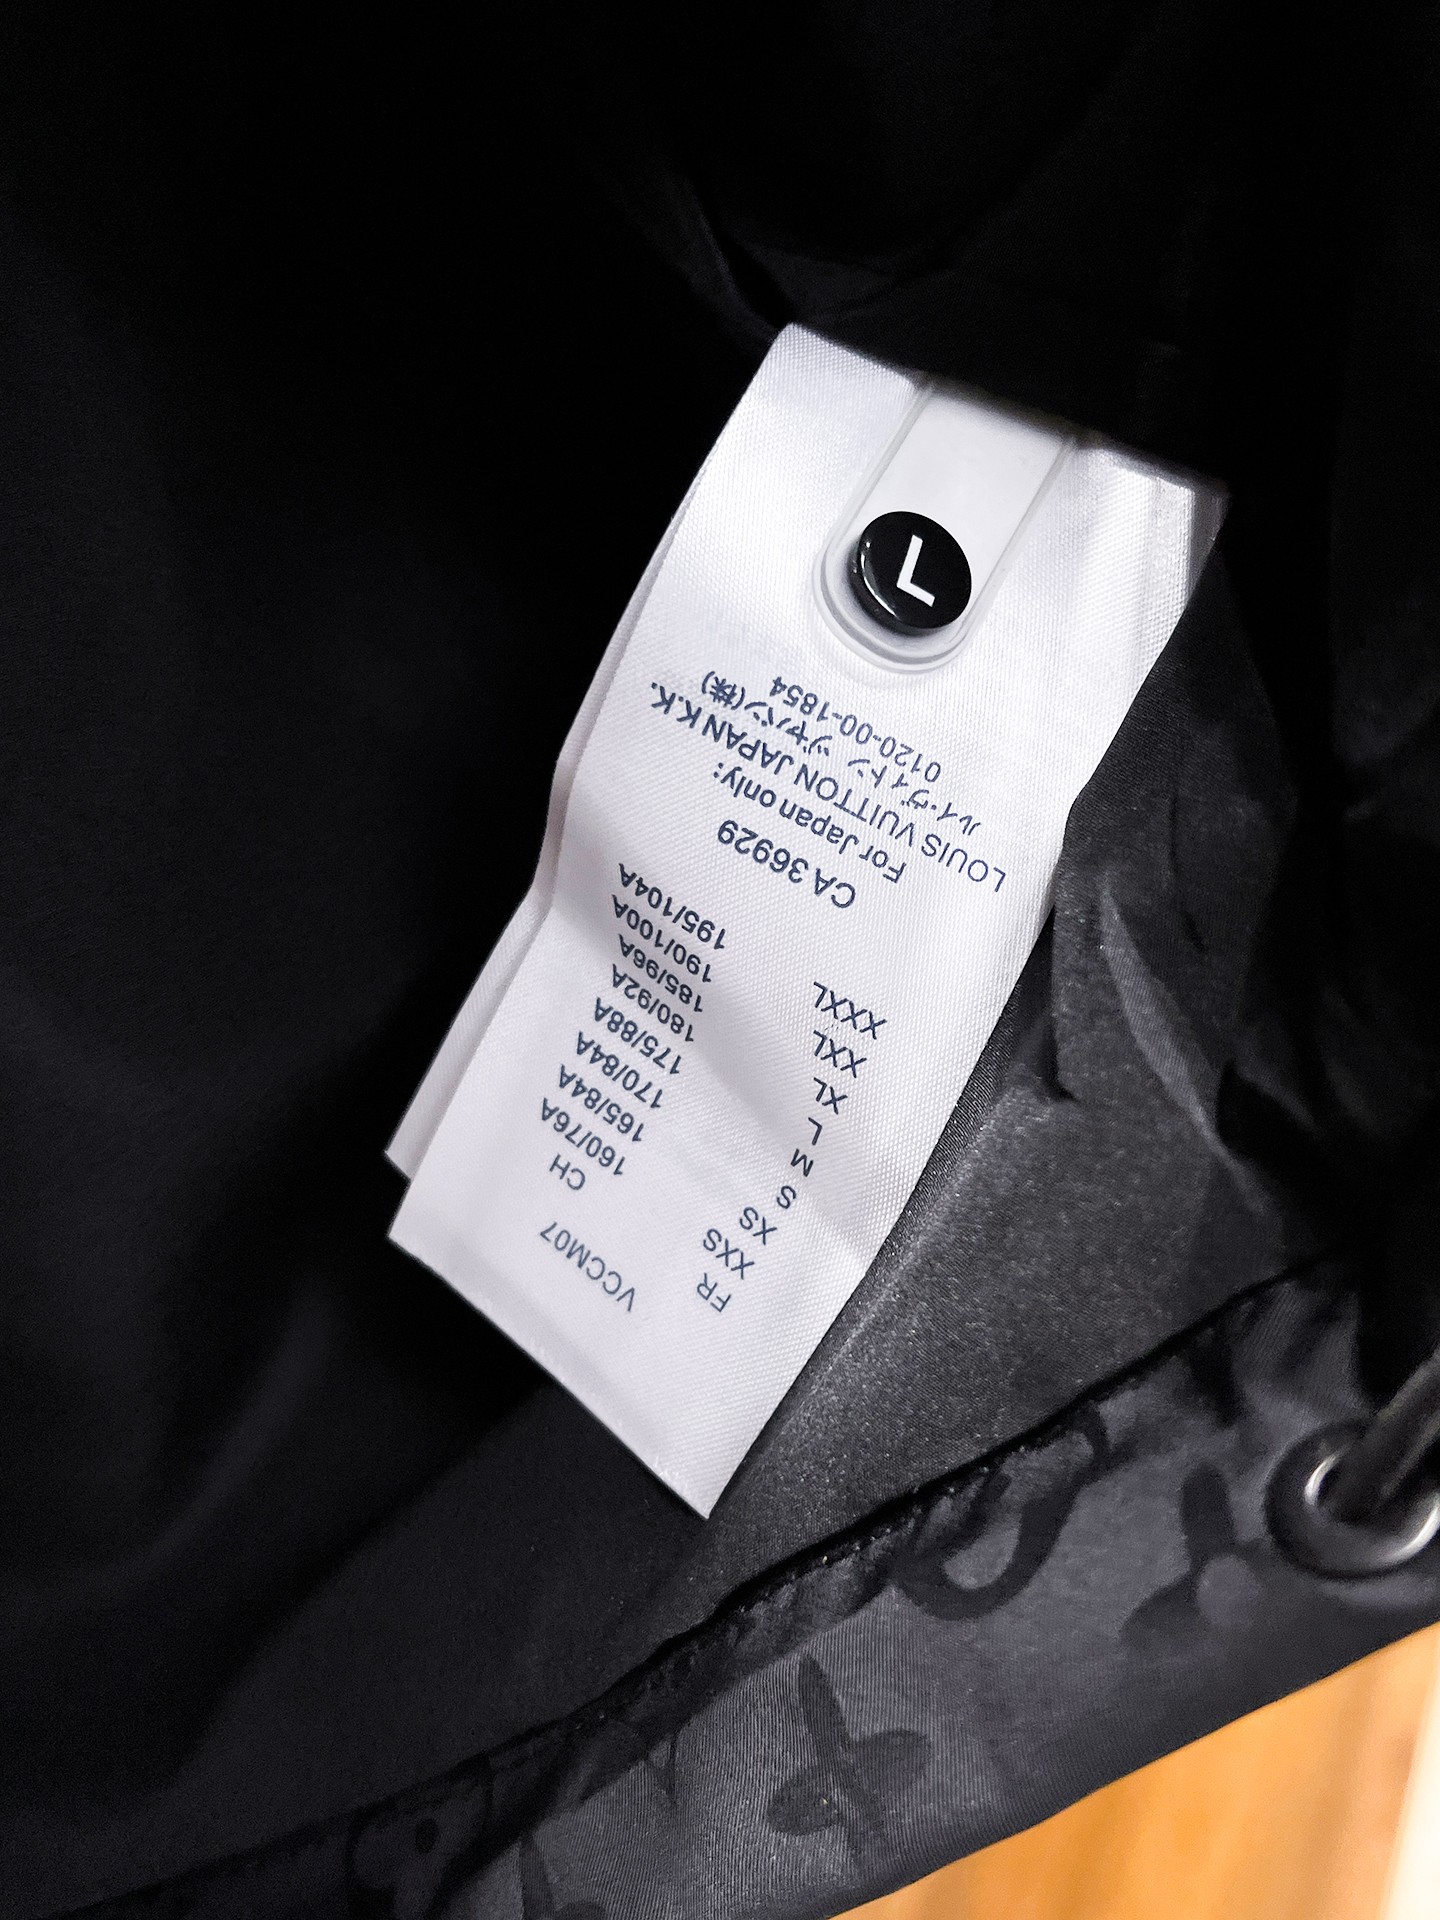 L
VCCM07
FR CH
XXS 160/76A
XS 165/84A
S 170/84A
M 175/88A
L 180/92A
XL 185/96A
XXL 190/100A
XXXL 195/104A
CA 36929
For Japan only:
LOUIS VUITTON JAPAN K.K.
ルイ・ヴィトン ジャパン(株)
0120-00-1854